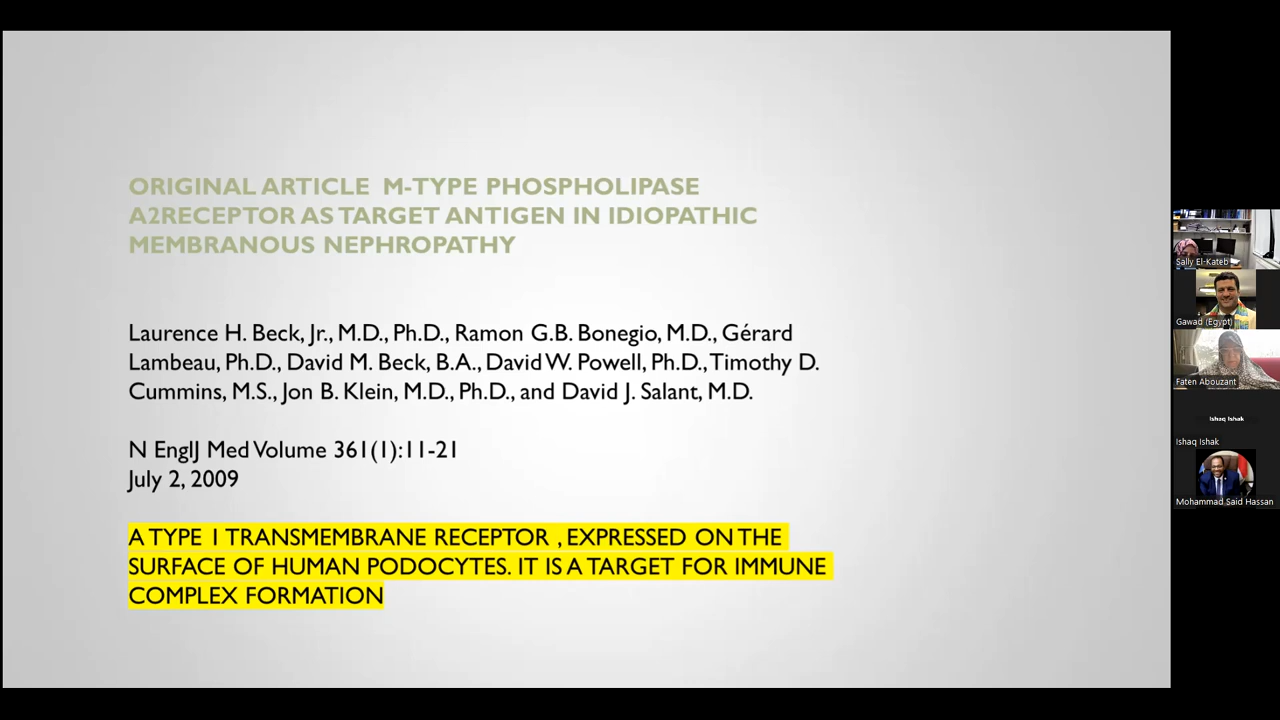 ORIGINAL ARTICLE M-TYPE PHOSPHOLIPASE
A2RECEPTOR AS TARGET ANTIGEN IN IDIOPATHIC
MEMBRANOUS NEPHROPATHY
Laurence H. Beck, Jr., M.D., Ph.D., Ramon G.B. Bonegio, M.D., Gérard
Lambeau, Ph.D., David M. Beck, B.A., David W. Powell, Ph.D., Timothy D.
Cummins, M.S., Jon B. Klein, M.D., Ph.D., and David J. Salant, M.D.
N EnglJ Med Volume 361(1):11-21
July 2, 2009
A TYPE 1 TRANSMEMBRANE RECEPTOR , EXPRESSED ON THE
SURFACE OF HUMAN PODOCYTES. IT IS A TARGET FOR IMMUNE
COMPLEX FORMATION
Sally El-Kateb
Gawad (Egypt)
Faten Abouzant
Ishaq Ishak
Ishaq Ishak
Mohammad Said Hassan